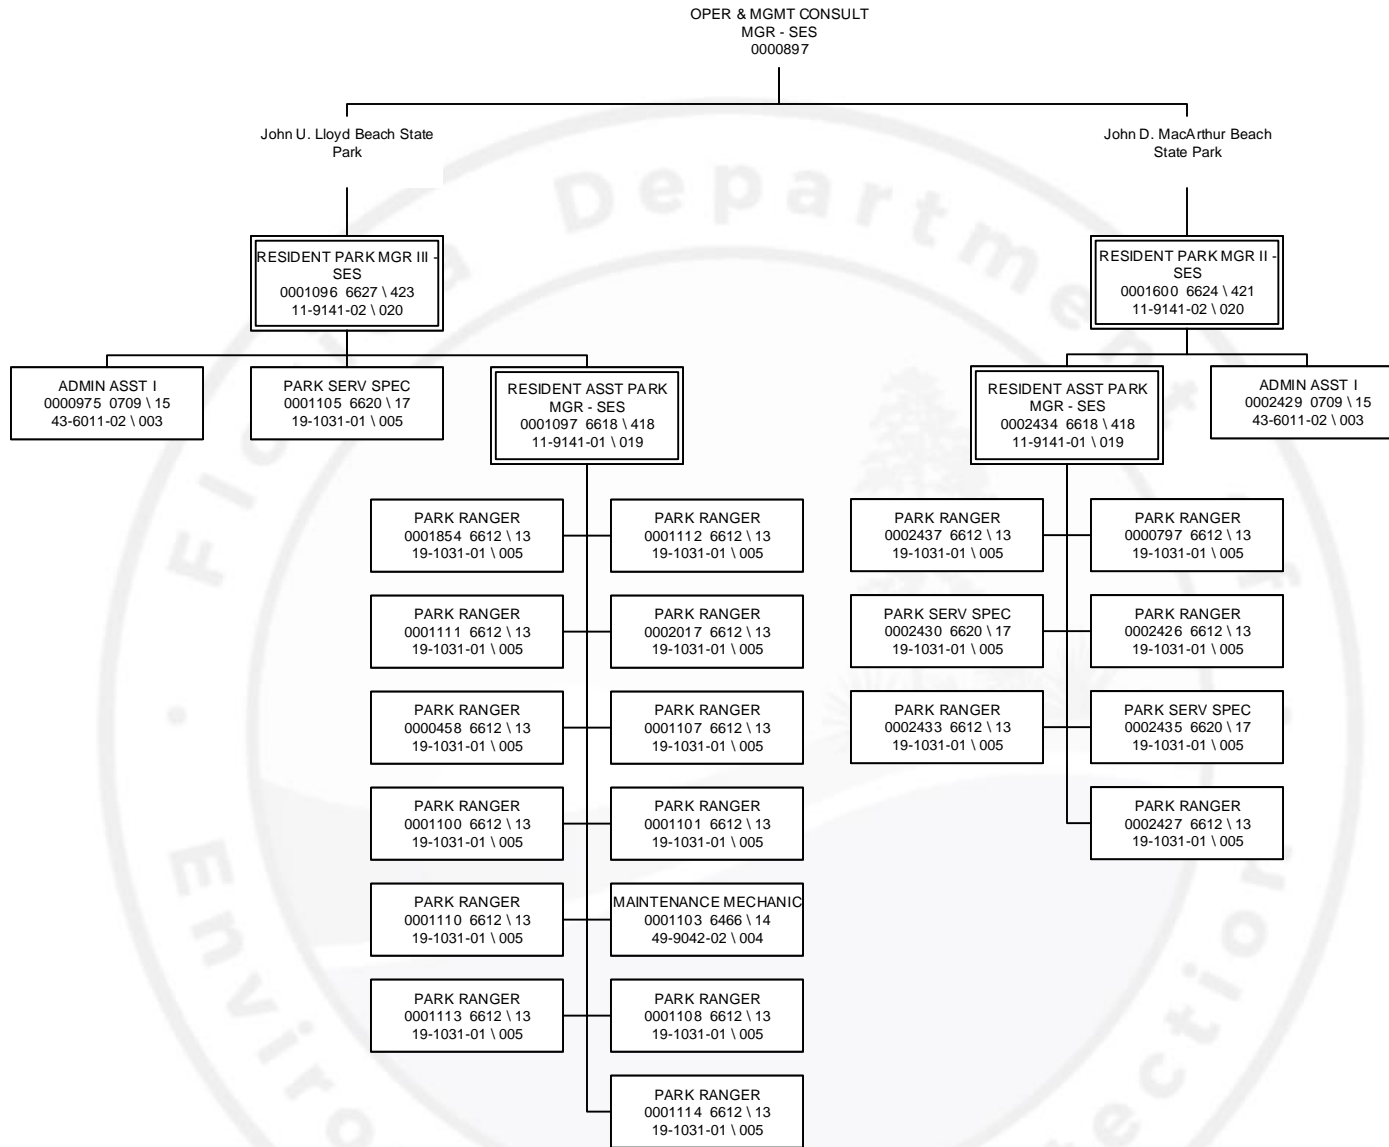 OPER & MGMT CONSULT
MGR - SES
0000897
John U. Lloyd Beach State
Park
John D. MacArthur Beach
State Park
RESIDENT PARK MGR III -
SES
0001096 6627 \ 423
11-9141-02 \ 020
RESIDENT PARK MGR II -
SES
0001600 6624 \ 421
11-9141-02 \ 020
ADMIN ASST I
0000975 0709 \ 15
43-6011-02 \ 003
PARK SERV SPEC
0001105 6620 \ 17
19-1031-01 \ 005
RESIDENT ASST PARK
MGR - SES
0001097 6618 \ 418
11-9141-01 \ 019
RESIDENT ASST PARK
MGR - SES
0002434 6618 \ 418
11-9141-01 \ 019
ADMIN ASST I
0002429 0709 \ 15
43-6011-02 \ 003
PARK RANGER
0001854 6612 \ 13
19-1031-01 \ 005
PARK RANGER
0001112 6612 \ 13
19-1031-01 \ 005
PARK RANGER
0002437 6612 \ 13
19-1031-01 \ 005
PARK RANGER
0000797 6612 \ 13
19-1031-01 \ 005
PARK RANGER
0001111 6612 \ 13
19-1031-01 \ 005
PARK RANGER
0002017 6612 \ 13
19-1031-01 \ 005
PARK SERV SPEC
0002430 6620 \ 17
19-1031-01 \ 005
PARK RANGER
0002426 6612 \ 13
19-1031-01 \ 005
PARK RANGER
0000458 6612 \ 13
19-1031-01 \ 005
PARK RANGER
0001107 6612 \ 13
19-1031-01 \ 005
PARK RANGER
0002433 6612 \ 13
19-1031-01 \ 005
PARK SERV SPEC
0002435 6620 \ 17
19-1031-01 \ 005
PARK RANGER
0001100 6612 \ 13
19-1031-01 \ 005
PARK RANGER
0001101 6612 \ 13
19-1031-01 \ 005
PARK RANGER
0002427 6612 \ 13
19-1031-01 \ 005
PARK RANGER
0001110 6612 \ 13
19-1031-01 \ 005
MAINTENANCE MECHANIC
0001103 6466 \ 14
49-9042-02 \ 004
PARK RANGER
0001113 6612 \ 13
19-1031-01 \ 005
PARK RANGER
0001108 6612 \ 13
19-1031-01 \ 005
PARK RANGER
0001114 6612 \ 13
19-1031-01 \ 005
Department